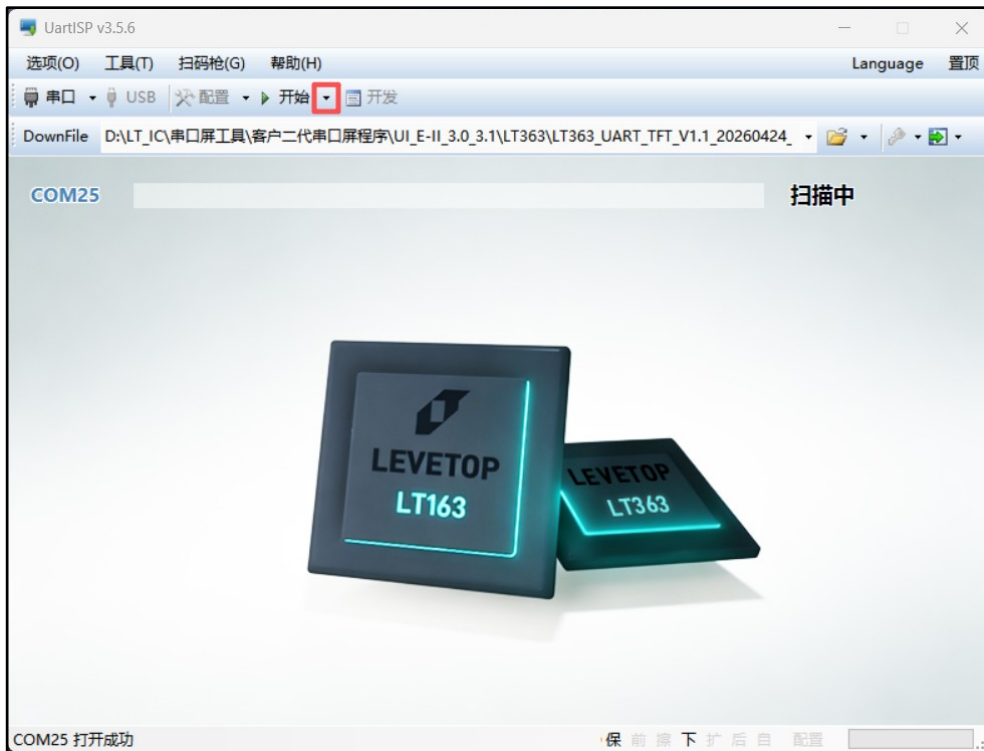 UartISP v3.5.6
选项(O) 工具(T) 扫码枪(G) 帮助(H) Language 置顶
串口 USB 配置 开始 开发
DownFile D:\LT_IC\串口屏工具\客户二代串口屏程序\UI_E-II_3.0_3.1\LT363\LT363_UART_TFT_V1.1_20260424_
COM25 扫描中
LEVETOP
LT163
LEVETOP
LT363
COM25 打开成功 保 前 擦 下 扩 后 自 配置